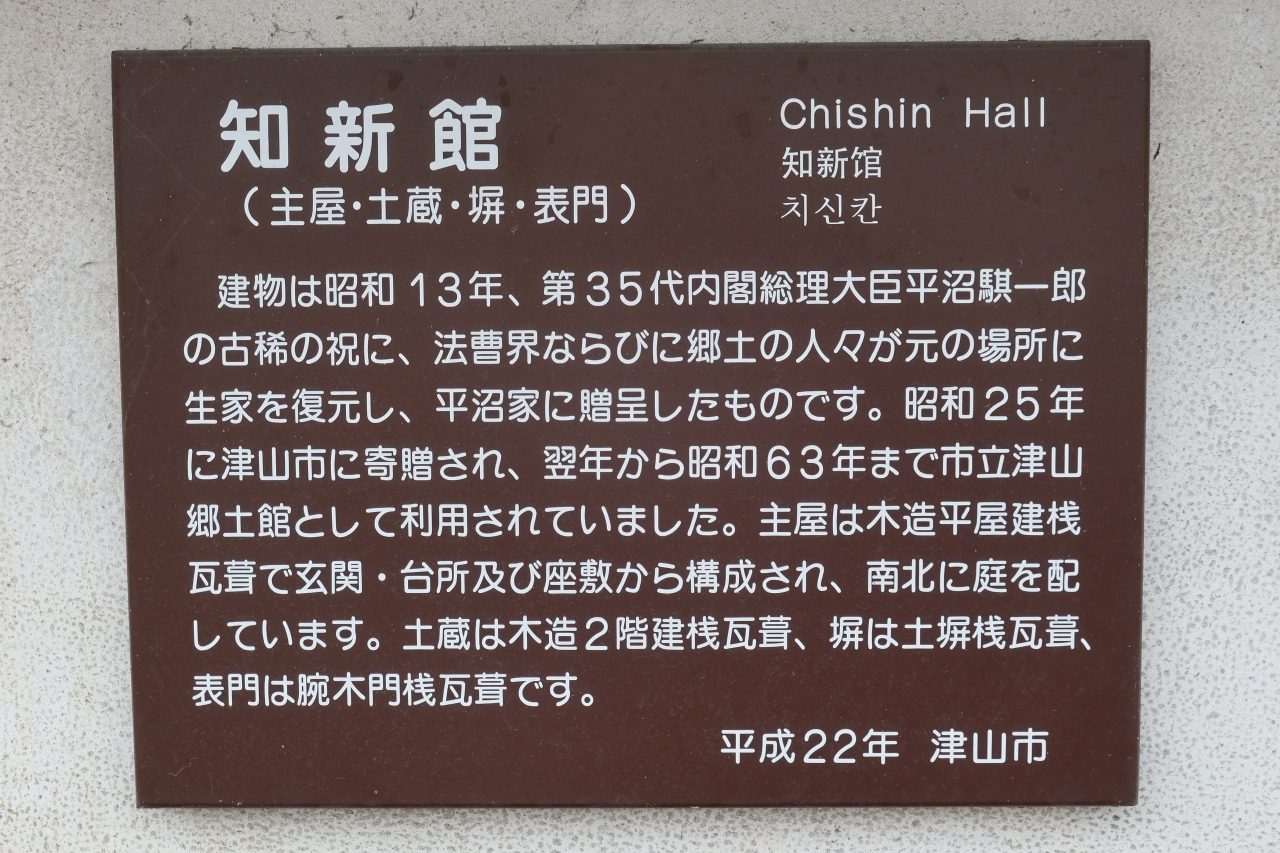 知新館
（主屋・土蔵・塀・表門）
Chishin Hall
知新馆
치신칸
建物は昭和13年、第35代内閣総理大臣平沼騏一郎
の古稀の祝に、法曹界ならびに郷土の人々が元の場所に
生家を復元し、平沼家に贈呈したものです。昭和25年
に津山市に寄贈され、翌年から昭和63年まで市立津山
郷土館として利用されていました。主屋は木造平屋建桟
瓦葺で玄関・台所及び座敷から構成され、南北に庭を配
しています。土蔵は木造2階建桟瓦葺、塀は土塀桟瓦葺、
表門は腕木門桟瓦葺です。
平成22年 津山市